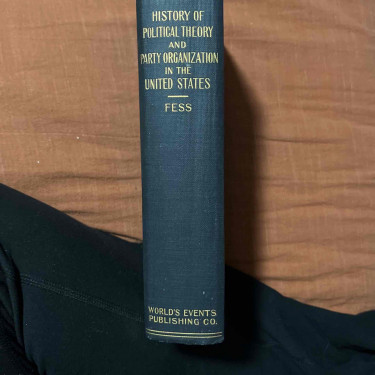 HISTORY OF
POLITICAL THEORY
AND
PARTY ORGANIZATION
IN THE
UNITED STATES
FESS
WORLD'S EVENTS
PUBLISHING CO.